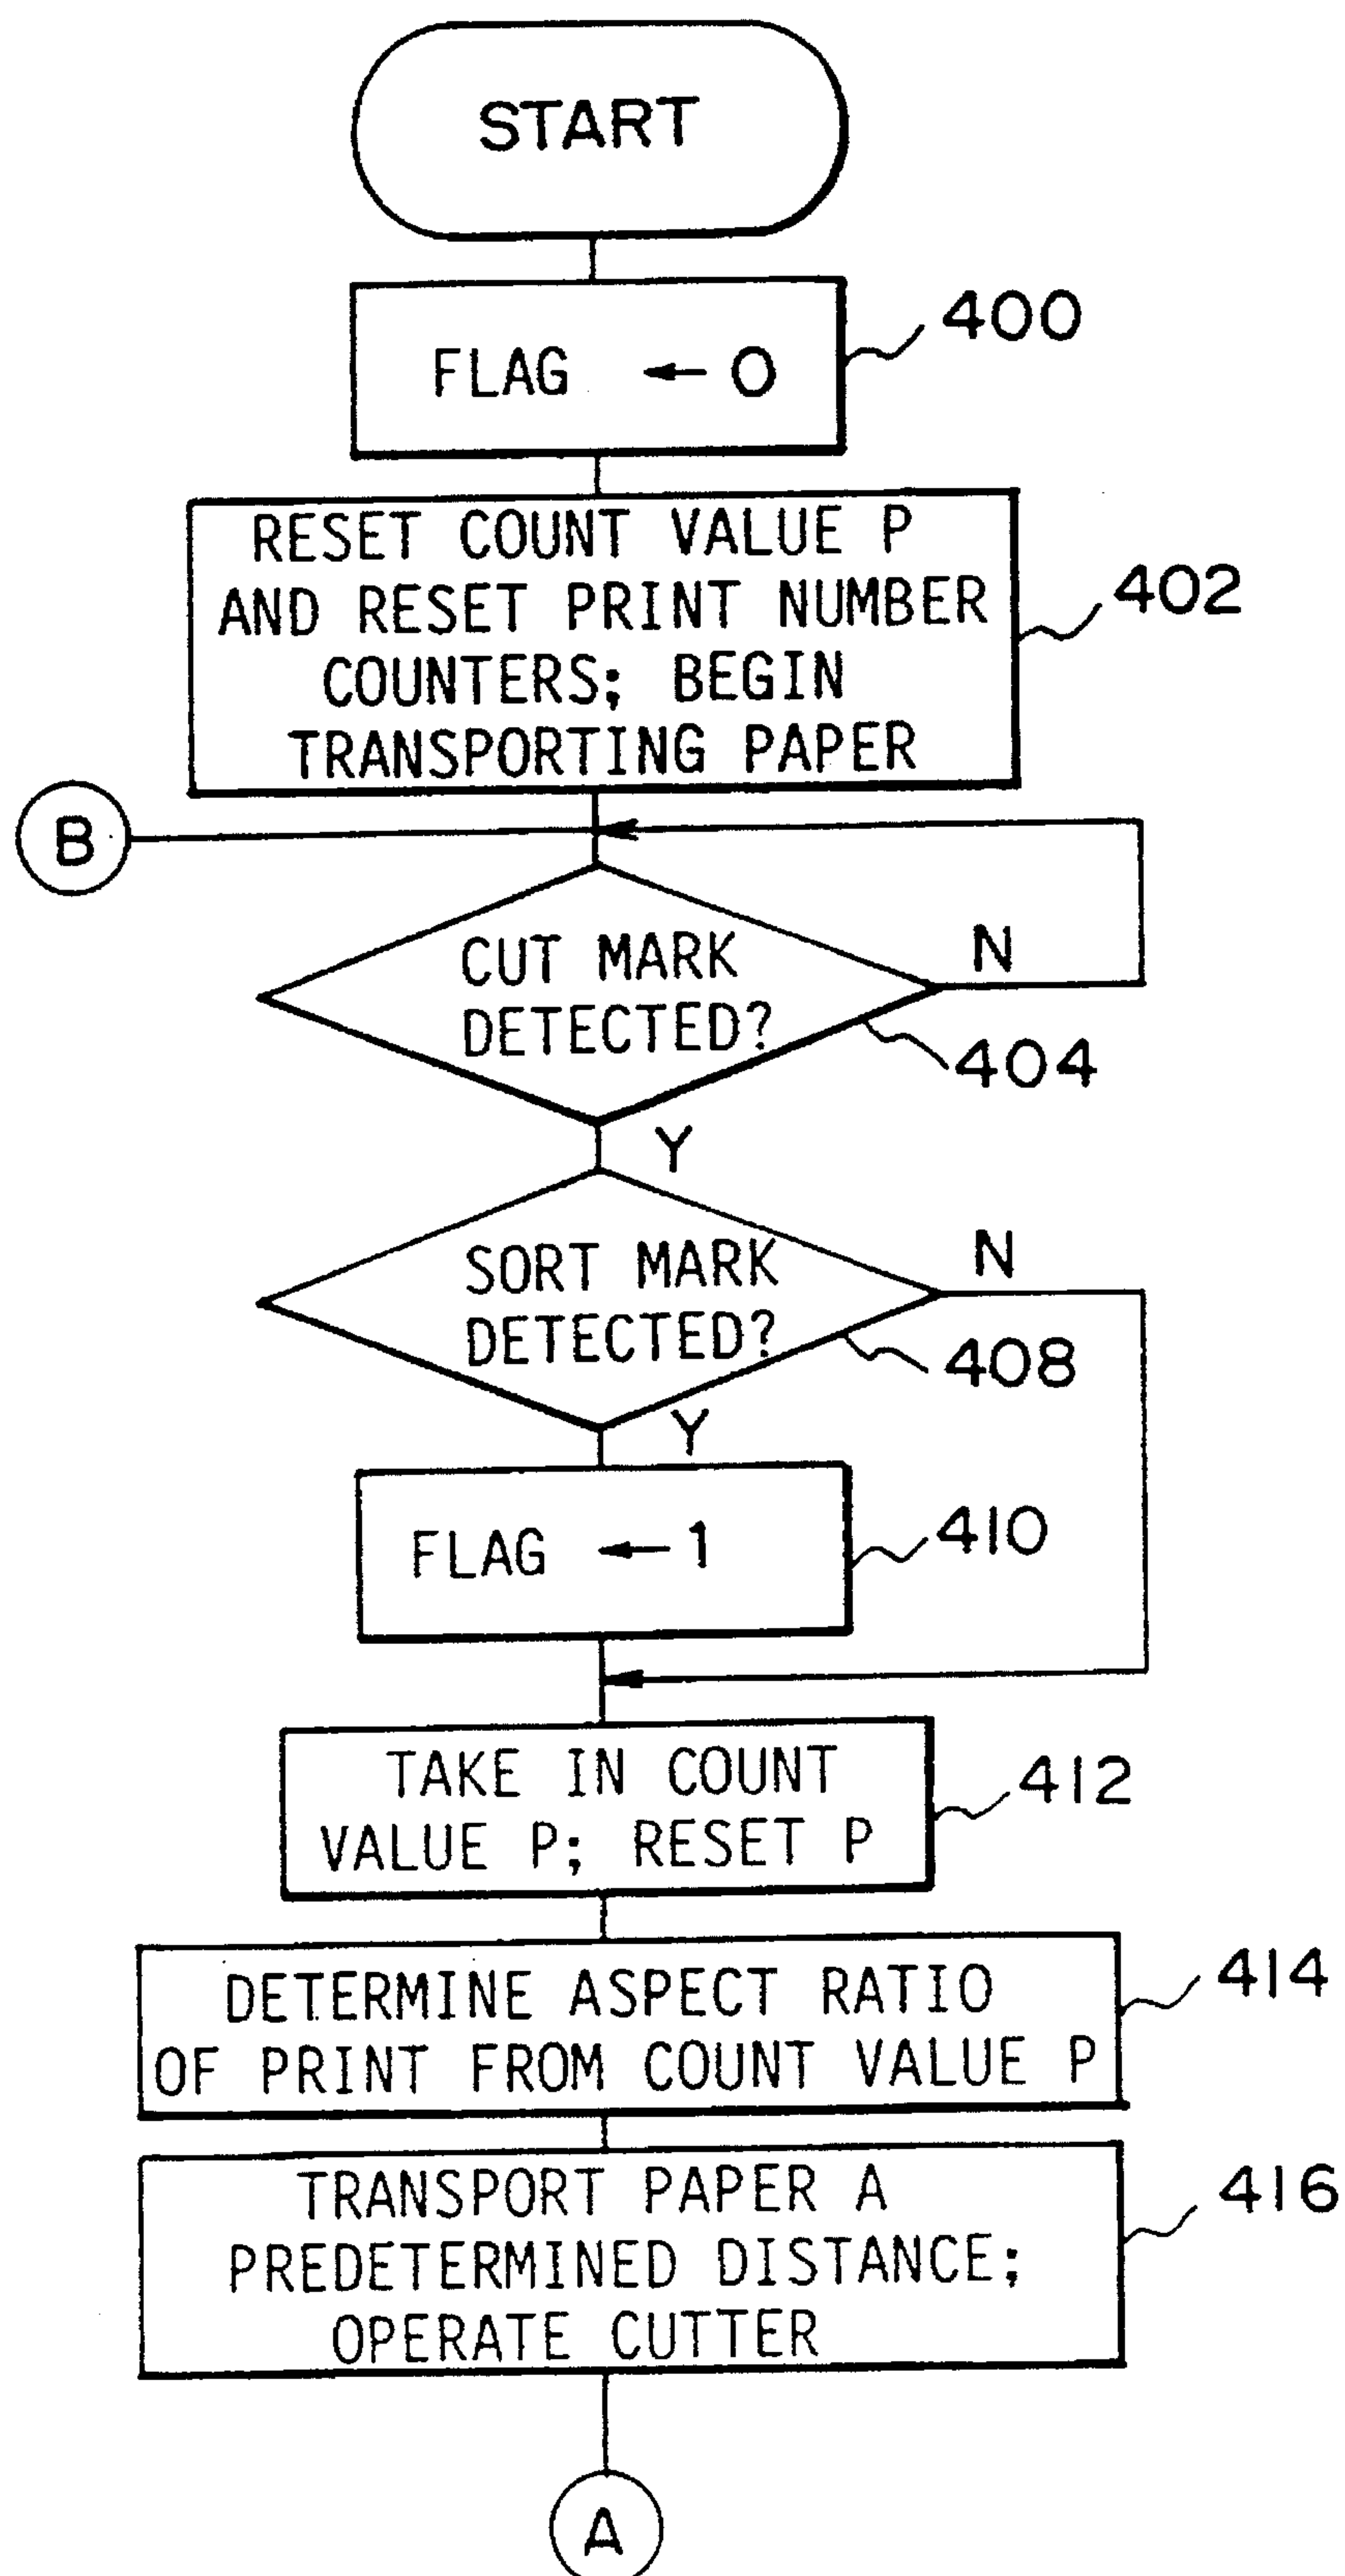 START
FLAG ← 0
400
RESET COUNT VALUE P
AND RESET PRINT NUMBER
COUNTERS; BEGIN
TRANSPORTING PAPER
402
B
CUT MARK
DETECTED?
N
404
Y
SORT MARK
DETECTED?
N
408
Y
FLAG ← 1
410
TAKE IN COUNT
VALUE P; RESET P
412
DETERMINE ASPECT RATIO
OF PRINT FROM COUNT VALUE P
414
TRANSPORT PAPER A
PREDETERMINED DISTANCE;
OPERATE CUTTER
416
A